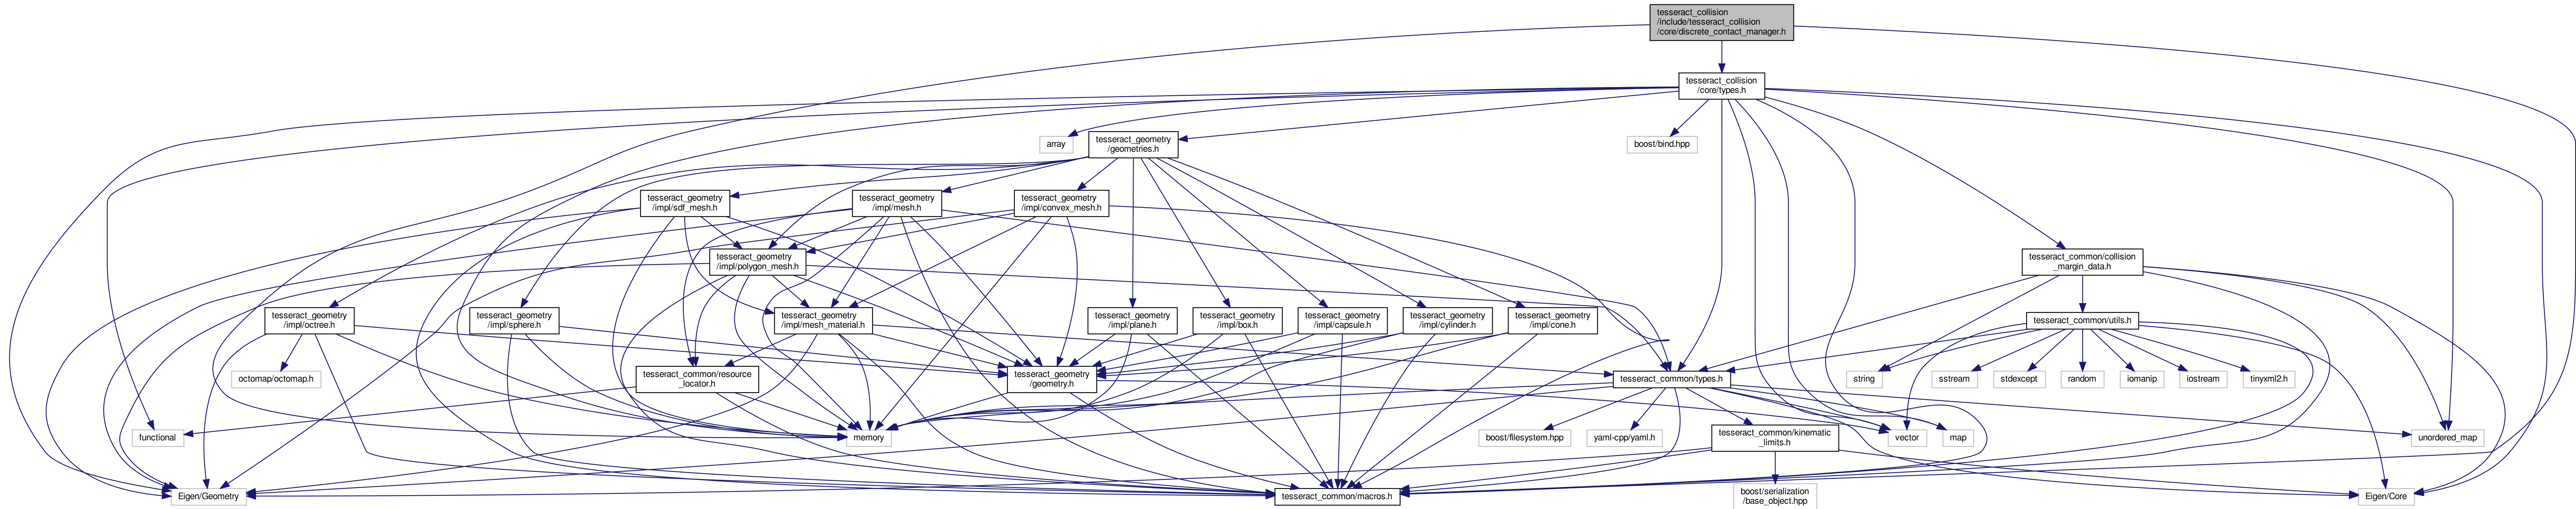 tesseract_collision
/include/tesseract_collision
/core/discrete_contact_manager.h
tesseract_collision
/core/types.h
array
tesseract_geometry
/geometries.h
boost/bind.hpp
tesseract_geometry
/impl/sdf_mesh.h
tesseract_geometry
/impl/mesh.h
tesseract_geometry
/impl/convex_mesh.h
tesseract_geometry
/impl/polygon_mesh.h
tesseract_common/collision
_margin_data.h
tesseract_geometry
/impl/octree.h
tesseract_geometry
/impl/sphere.h
tesseract_geometry
/impl/mesh_material.h
tesseract_geometry
/impl/plane.h
tesseract_geometry
/impl/box.h
tesseract_geometry
/impl/capsule.h
tesseract_geometry
/impl/cylinder.h
tesseract_geometry
/impl/cone.h
tesseract_common/utils.h
octomap/octomap.h
tesseract_common/resource
_locator.h
tesseract_geometry
/geometry.h
tesseract_common/types.h
string
sstream
stdexcept
random
iomanip
iostream
tinyxml2.h
functional
memory
boost/filesystem.hpp
yaml-cpp/yaml.h
tesseract_common/kinematic
_limits.h
vector
map
unordered_map
Eigen/Geometry
tesseract_common/macros.h
boost/serialization
/base_object.hpp
Eigen/Core